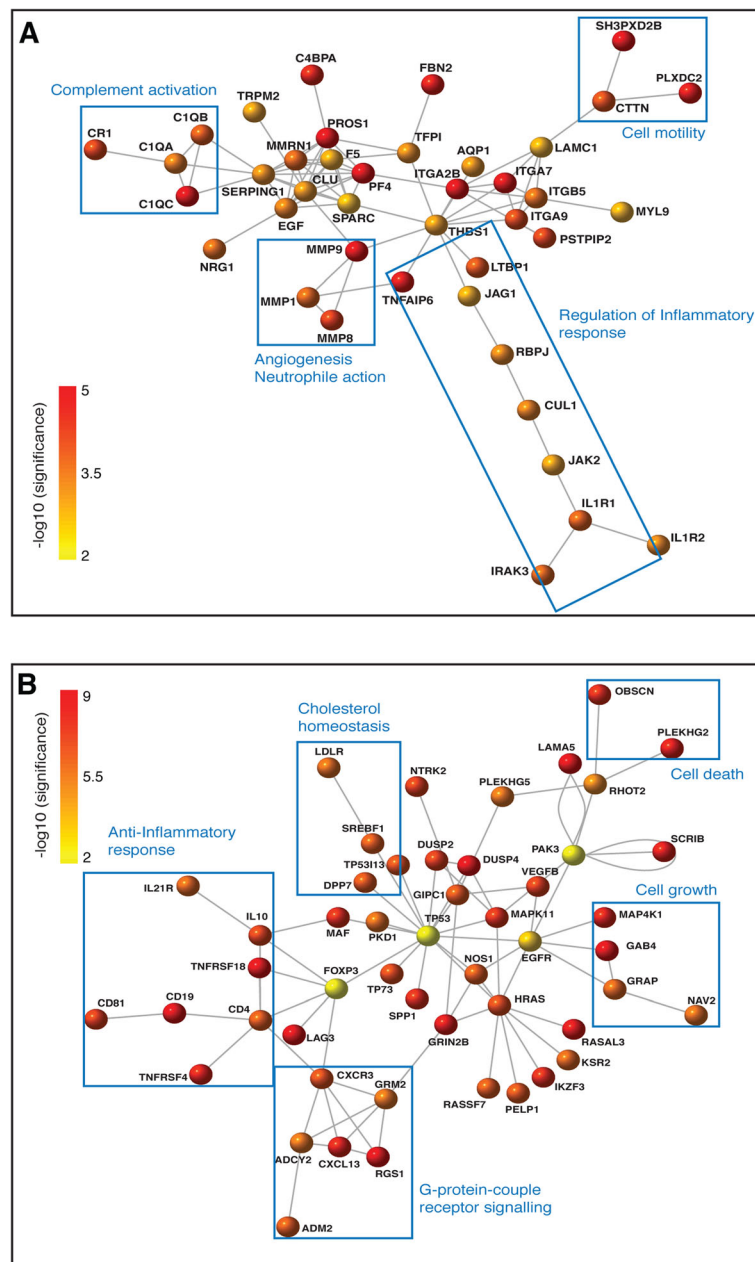 A
SH3PXD2B
PLXDC2
CTTN
Cell motility
C4BPA
FBN2
Complement activation
TRPM2
C1QB
CR1
C1QA
C1QC
PROS1
MMRN1
F5
TFPI
AQP1
LAMC1
CLU
PF4
ITGA2B
ITGA7
SERPING1
ITGB5
EGF
SPARC
THBS1
ITGA9
MYL9
PSTPIP2
NRG1
MMP9
MMP1
MMP8
TNFAIP6
LTBP1
JAG1
Angiogenesis
Neutrophile action
Regulation of Inflammatory
response
RBPJ
CUL1
JAK2
IL1R1
IL1R2
IRAK3
-log10 (significance)
5
3.5
2
B
-log10 (significance)
9
5.5
2
Cholesterol
homeostasis
LDLR
SREBF1
TP53I13
DPP7
NTRK2
OBSCN
PLEKHG2
Cell death
LAMA5
PLEKHG5
RHOT2
Anti-Inflammatory
response
DUSP2
DUSP4
PAK3
SCRIB
VEGFB
GIPC1
Cell growth
IL21R
IL10
MAF
PKD1
TP53
MAPK11
EGFR
MAP4K1
GAB4
GRAP
NAV2
TNFRSF18
FOXP3
TP73
NOS1
CD81
CD19
CD4
SPP1
HRAS
LAG3
GRIN2B
RASAL3
TNFRSF4
CXCR3
GRM2
KSR2
IKZF3
RASSF7
PELP1
ADCY2
CXCL13
RGS1
ADM2
G-protein-couple
receptor signalling